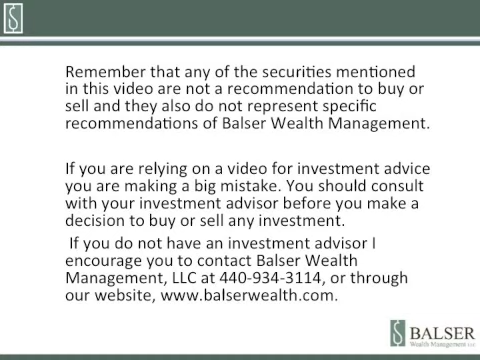 Remember that any of the securities mentioned
in this video are not a recommendation to buy or
sell and they also do not represent specific
recommendations of Balser Wealth Management.
If you are relying on a video for investment advice
you are making a big mistake. You should consult
with your investment advisor before you make a
decision to buy or sell any investment.
If you do not have an investment advisor I
encourage you to contact Balser Wealth
Management, LLC at 440-934-3114, or through
our website, www.balserwealth.com.
BALSER
Wealth Management LLC